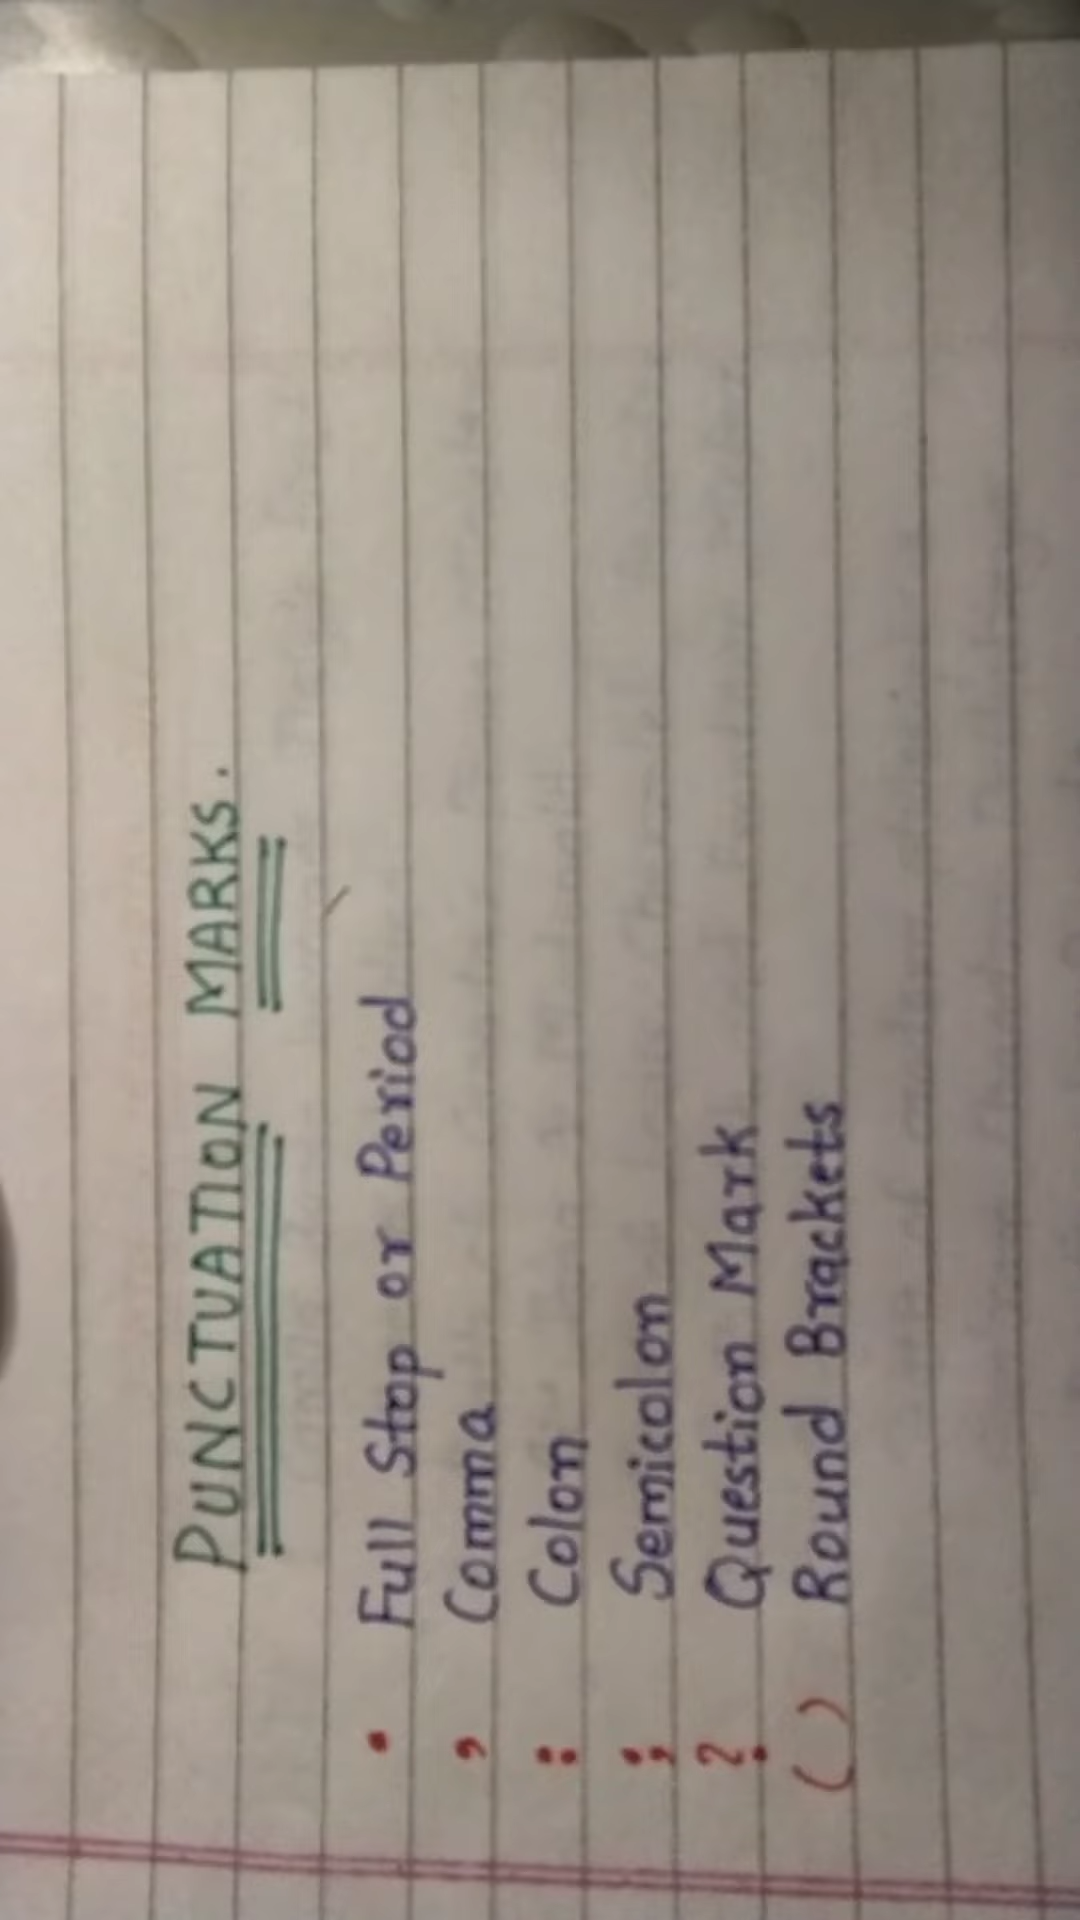 PUNCTUATION MARKS.
. Full Stop or Period
, Comma
: Colon
; Semicolon
? Question Mark
( ) Round Brackets